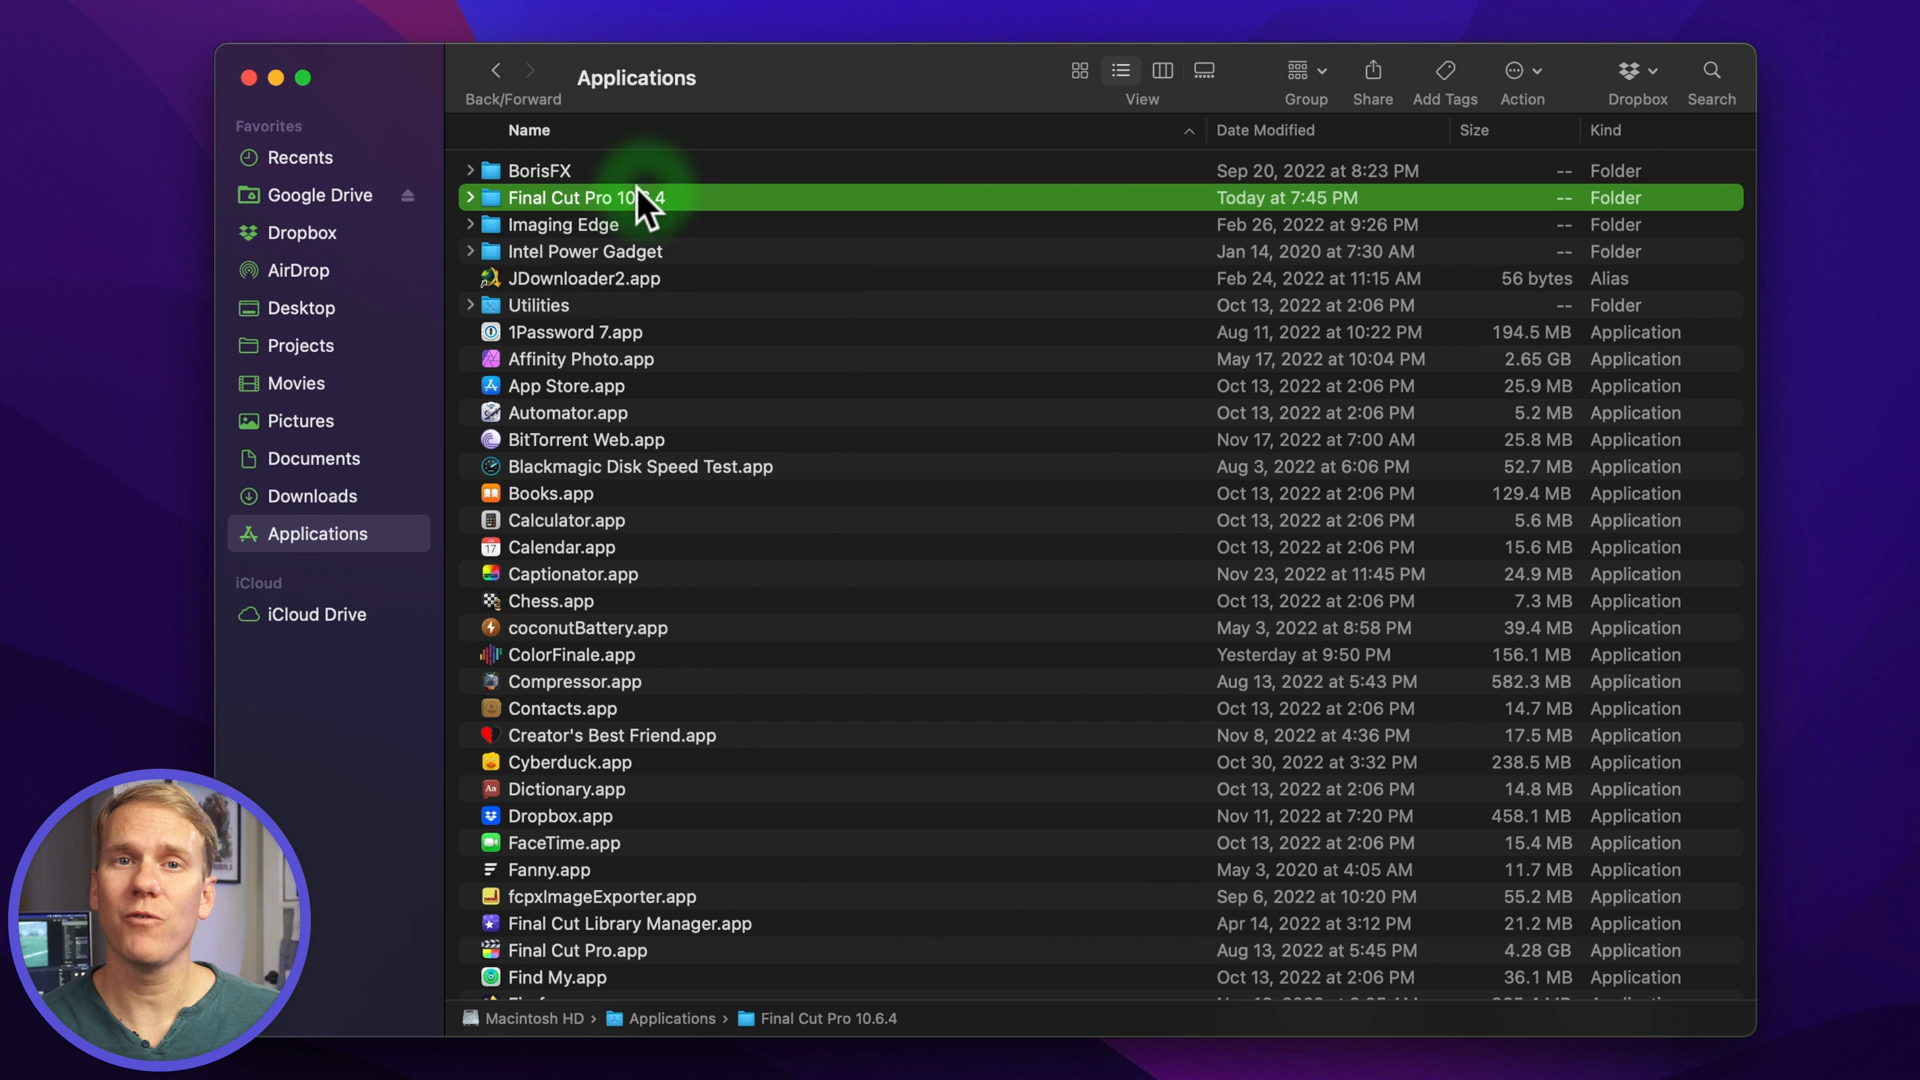 Applications
Back/Forward
View
Group
Share
Add Tags
Action
Dropbox
Search
Favorites
Recents
Google Drive
Dropbox
AirDrop
Desktop
Projects
Movies
Pictures
Documents
Downloads
Applications
iCloud
iCloud Drive
Name Date Modified Size Kind
BorisFX Sep 20, 2022 at 8:23 PM -- Folder
Final Cut Pro 10.6.4 Today at 7:45 PM -- Folder
Imaging Edge Feb 26, 2022 at 9:26 PM -- Folder
Intel Power Gadget Jan 14, 2020 at 7:30 AM -- Folder
JDownloader2.app Feb 24, 2022 at 11:15 AM 56 bytes Alias
Utilities Oct 13, 2022 at 2:06 PM -- Folder
1Password 7.app Aug 11, 2022 at 10:22 PM 194.5 MB Application
Affinity Photo.app May 17, 2022 at 10:04 PM 2.65 GB Application
App Store.app Oct 13, 2022 at 2:06 PM 25.9 MB Application
Automator.app Oct 13, 2022 at 2:06 PM 5.2 MB Application
BitTorrent Web.app Nov 17, 2022 at 7:00 AM 25.8 MB Application
Blackmagic Disk Speed Test.app Aug 3, 2022 at 6:06 PM 52.7 MB Application
Books.app Oct 13, 2022 at 2:06 PM 129.4 MB Application
Calculator.app Oct 13, 2022 at 2:06 PM 5.6 MB Application
Calendar.app Oct 13, 2022 at 2:06 PM 15.6 MB Application
Captionator.app Nov 23, 2022 at 11:45 PM 24.9 MB Application
Chess.app Oct 13, 2022 at 2:06 PM 7.3 MB Application
coconutBattery.app May 3, 2022 at 8:58 PM 39.4 MB Application
ColorFinale.app Yesterday at 9:50 PM 156.1 MB Application
Compressor.app Aug 13, 2022 at 5:43 PM 582.3 MB Application
Contacts.app Oct 13, 2022 at 2:06 PM 14.7 MB Application
Creator's Best Friend.app Nov 8, 2022 at 4:36 PM 17.5 MB Application
Cyberduck.app Oct 30, 2022 at 3:32 PM 238.5 MB Application
Dictionary.app Oct 13, 2022 at 2:06 PM 14.8 MB Application
Dropbox.app Nov 11, 2022 at 7:20 PM 458.1 MB Application
FaceTime.app Oct 13, 2022 at 2:06 PM 15.4 MB Application
Fanny.app May 3, 2020 at 4:05 AM 11.7 MB Application
fcpxImageExporter.app Sep 6, 2022 at 10:20 PM 55.2 MB Application
Final Cut Library Manager.app Apr 14, 2022 at 3:12 PM 21.2 MB Application
Final Cut Pro.app Aug 13, 2022 at 5:45 PM 4.28 GB Application
Find My.app Oct 13, 2022 at 2:06 PM 36.1 MB Application
Macintosh HD › Applications › Final Cut Pro 10.6.4